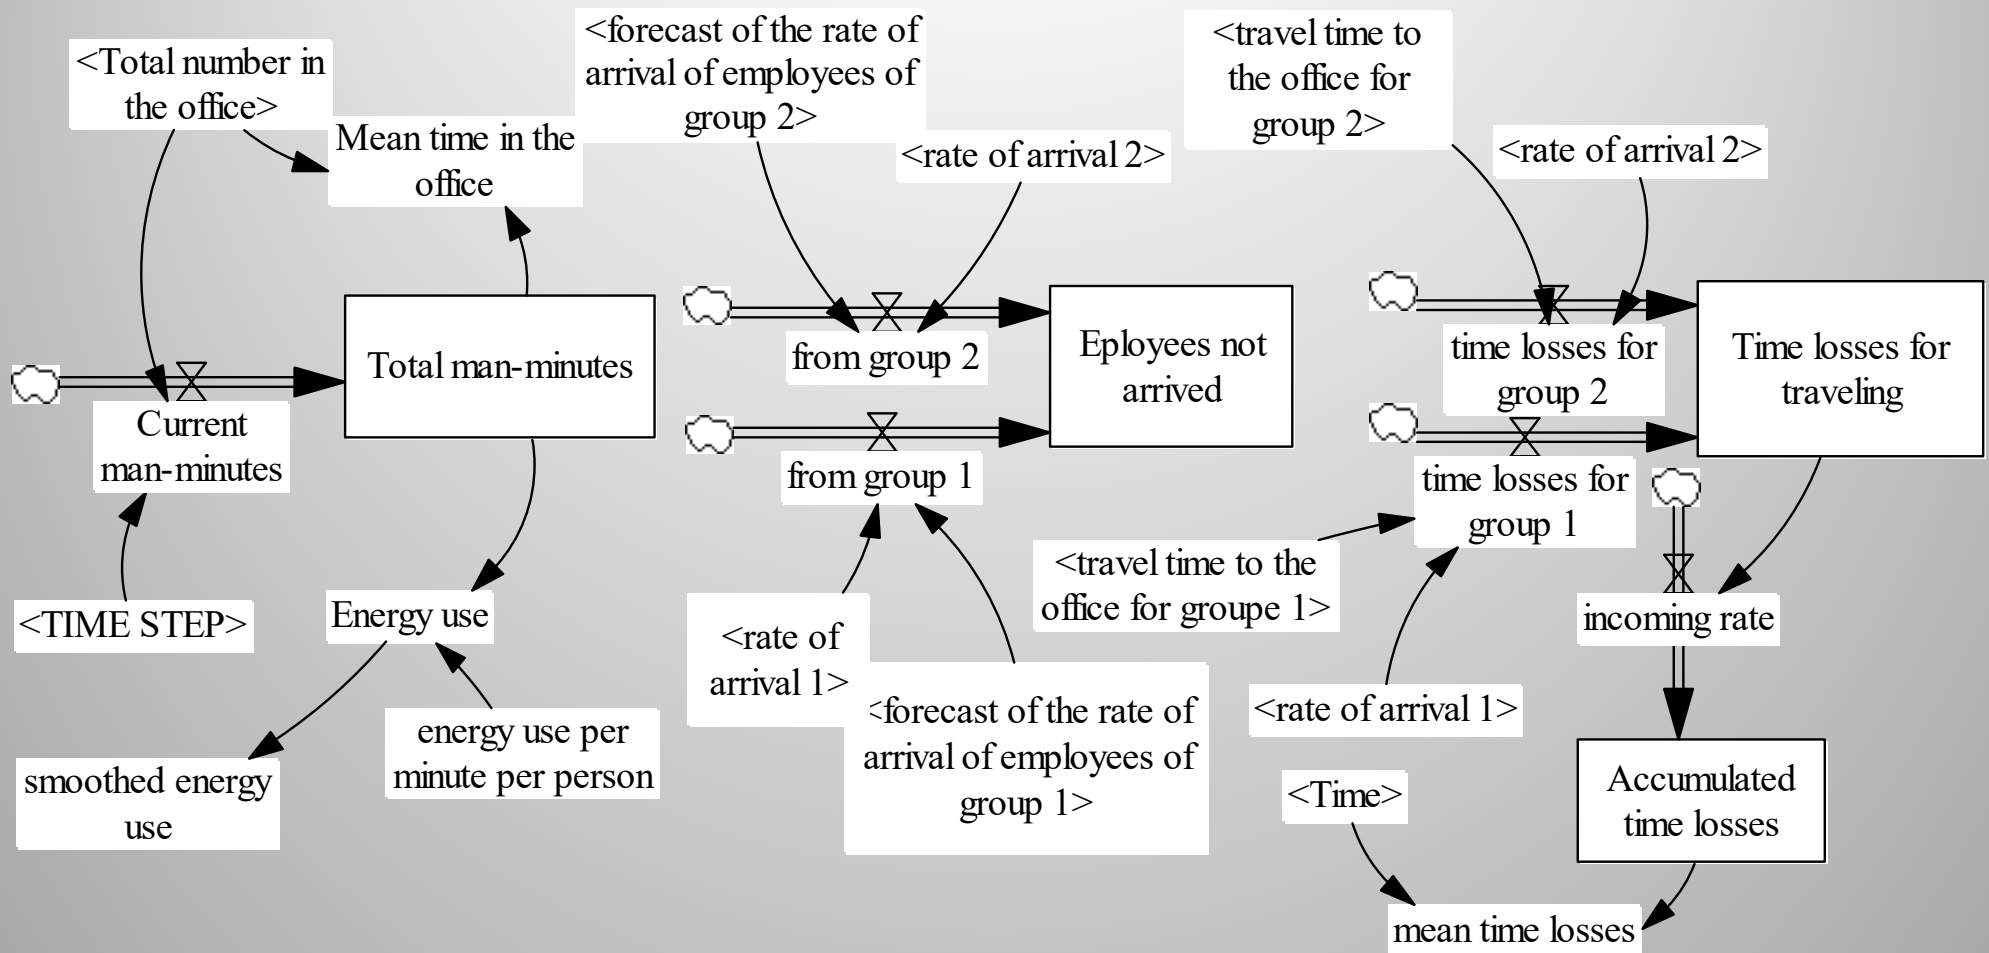 <Total number in
the office>
Mean time in the
office
Total man-minutes
Current
man-minutes
<TIME STEP>
Energy use
energy use per
minute per person
smoothed energy
use
<forecast of the rate of
arrival of employees of
group 2>
<rate of arrival 2>
from group 2
Eployees not
arrived
from group 1
<rate of
arrival 1>
<forecast of the rate of
arrival of employees of
group 1>
<travel time to
the office for
group 2>
<rate of arrival 2>
time losses for
group 2
Time losses for
traveling
time losses for
group 1
<travel time to the
office for groupe 1>
<rate of arrival 1>
incoming rate
Accumulated
time losses
<Time>
mean time losses